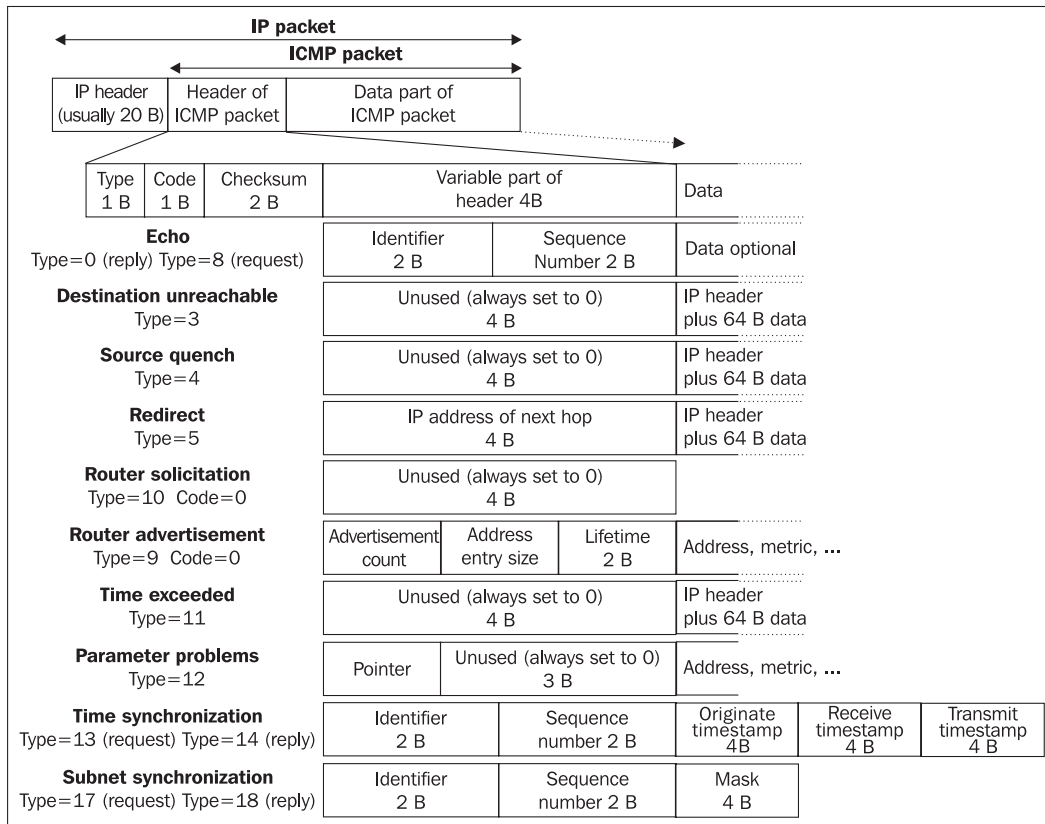 IP packet
ICMP packet
IP header
(usually 20 B)
Header of
ICMP packet
Data part of
ICMP packet
Type
1 B
Code
1 B
Checksum
2 B
Variable part of
header 4B
Data
Echo
Type=0 (reply) Type=8 (request)
Identifier
2 B
Sequence
Number 2 B
Data optional
Destination unreachable
Type=3
Unused (always set to 0)
4 B
IP header
plus 64 B data
Source quench
Type=4
Unused (always set to 0)
4 B
IP header
plus 64 B data
Redirect
Type=5
IP address of next hop
4 B
IP header
plus 64 B data
Router solicitation
Type=10 Code=0
Unused (always set to 0)
4 B
Router advertisement
Type=9 Code=0
Advertisement
count
Address
entry size
Lifetime
2 B
Address, metric, ...
Time exceeded
Type=11
Unused (always set to 0)
4 B
IP header
plus 64 B data
Parameter problems
Type=12
Pointer
Unused (always set to 0)
3 B
Address, metric, ...
Time synchronization
Type=13 (request) Type=14 (reply)
Identifier
2 B
Sequence
number 2 B
Originate
timestamp
4B
Receive
timestamp
4 B
Transmit
timestamp
4 B
Subnet synchronization
Type=17 (request) Type=18 (reply)
Identifier
2 B
Sequence
number 2 B
Mask
4 B